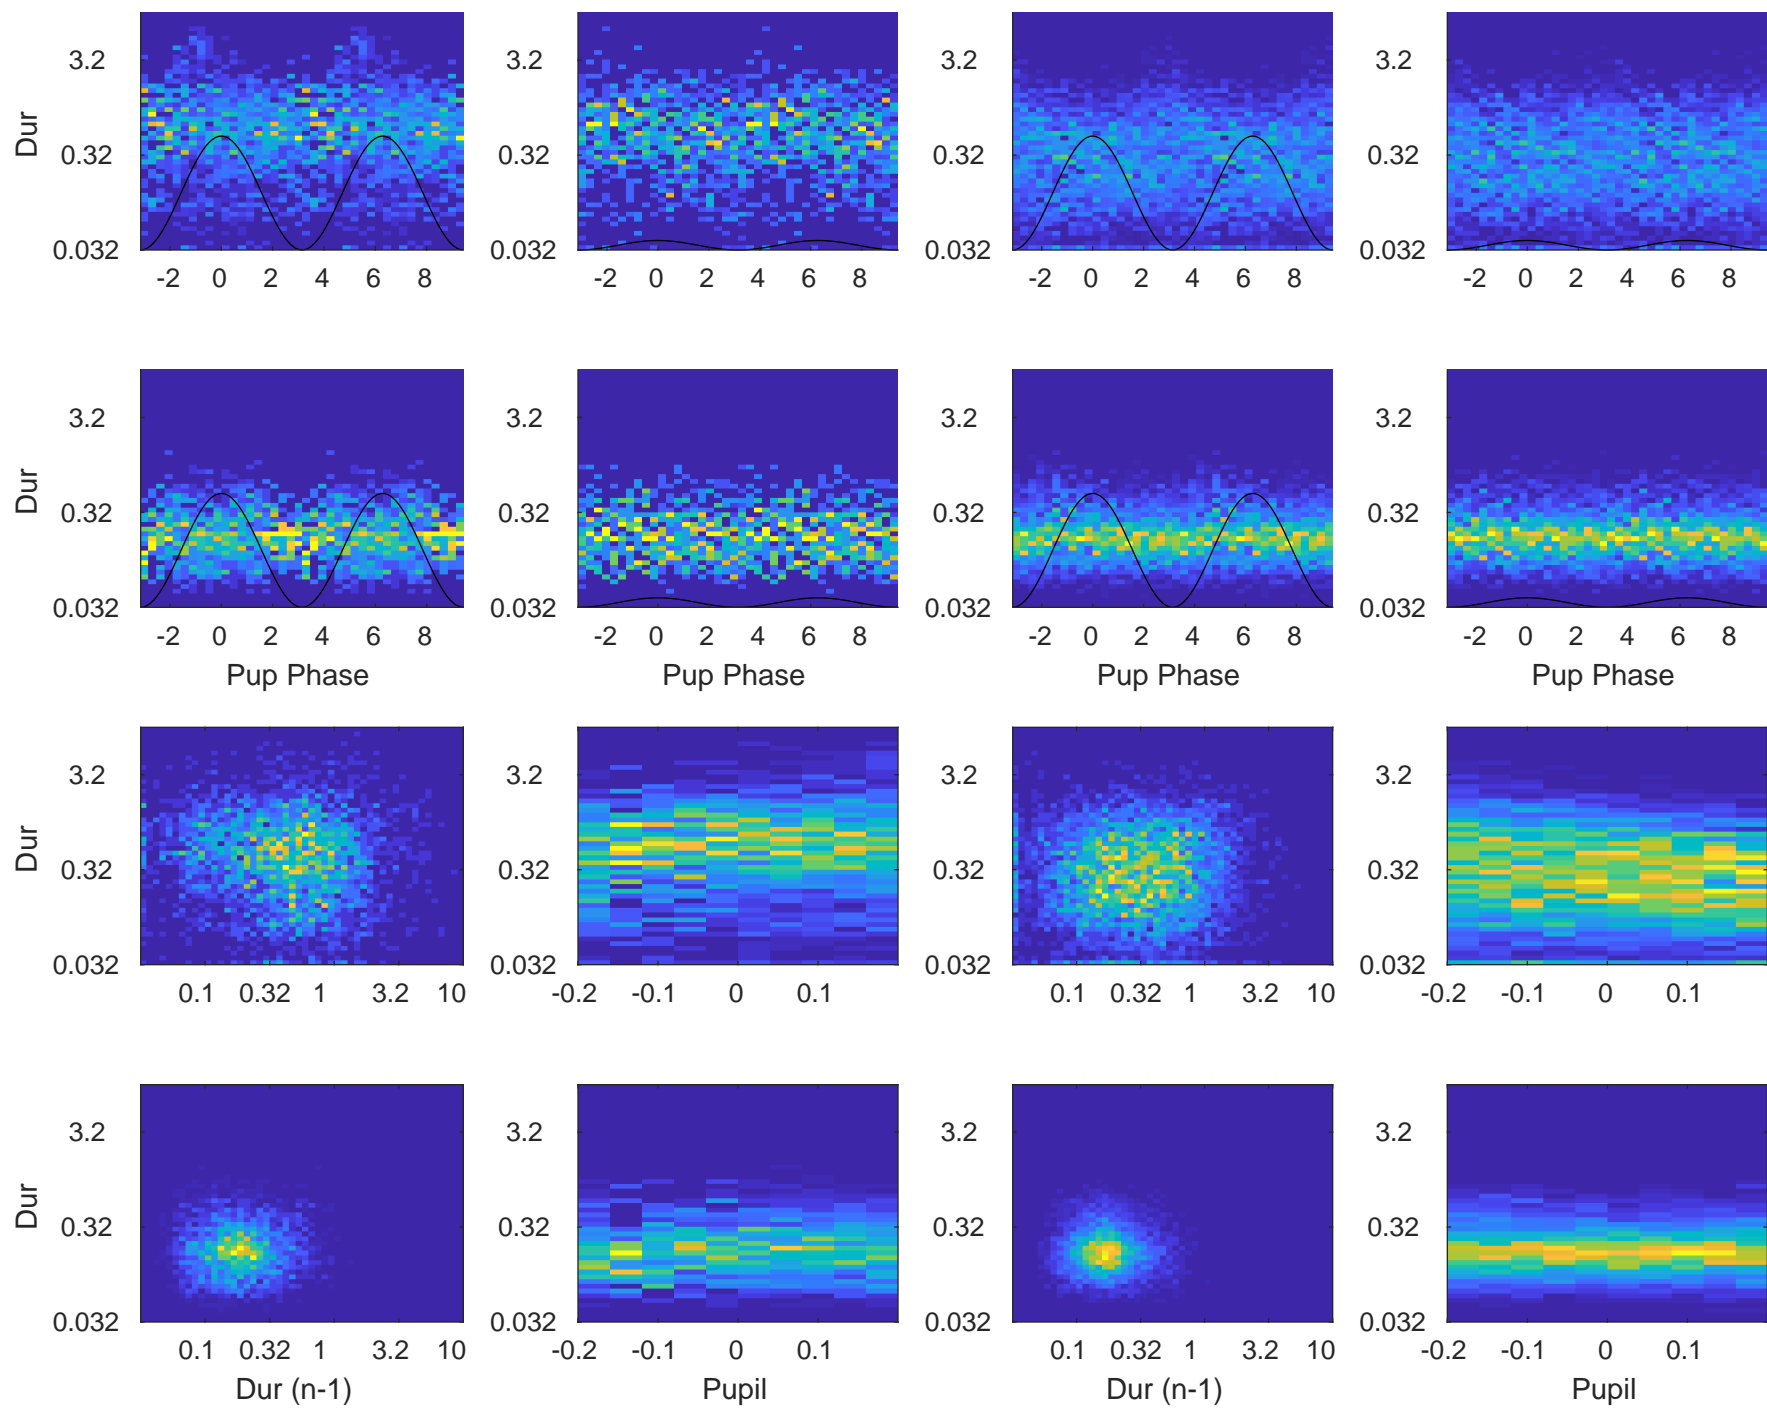 3.2 3.2 3.2 3.2
Dur
0.32 0.32 0.32 0.32
0.032 0.032 0.032 0.032
-2 0 2 4 6 8 -2 0 2 4 6 8 -2 0 2 4 6 8 -2 0 2 4 6 8
3.2 3.2 3.2 3.2
Dur
0.32 0.32 0.32 0.32
0.032 0.032 0.032 0.032
-2 0 2 4 6 8 -2 0 2 4 6 8 -2 0 2 4 6 8 -2 0 2 4 6 8
Pup Phase Pup Phase Pup Phase Pup Phase
3.2 3.2 3.2 3.2
Dur
0.32 0.32 0.32 0.32
0.032 0.032 0.032 0.032
0.1 0.32 1 3.2 10 -0.2 -0.1 0 0.1 0.1 0.32 1 3.2 10 -0.2 -0.1 0 0.1
3.2 3.2 3.2 3.2
Dur
0.32 0.32 0.32 0.32
0.032 0.032 0.032 0.032
0.1 0.32 1 3.2 10 -0.2 -0.1 0 0.1 0.1 0.32 1 3.2 10 -0.2 -0.1 0 0.1
Dur (n-1) Pupil Dur (n-1) Pupil